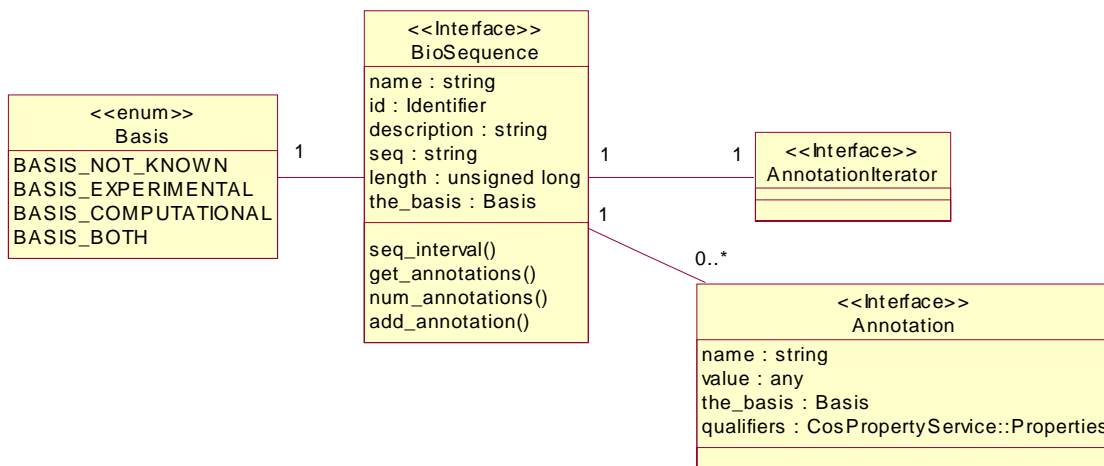 <<enum>>
Basis
BASIS_NOT_KNOWN
BASIS_EXPERIMENTAL
BASIS_COMPUTATIONAL
BASIS_BOTH
1
<<Interface>>
BioSequence
name : string
id : Identifier
description : string
seq : string
length : unsigned long
the_basis : Basis
seq_interval()
get_annotations()
num_annotations()
add_annotation()
1
1
<<Interface>>
AnnotationIterator
1
0..*
<<Interface>>
Annotation
name : string
value : any
the_basis : Basis
qualifiers : CosPropertyService::Properties